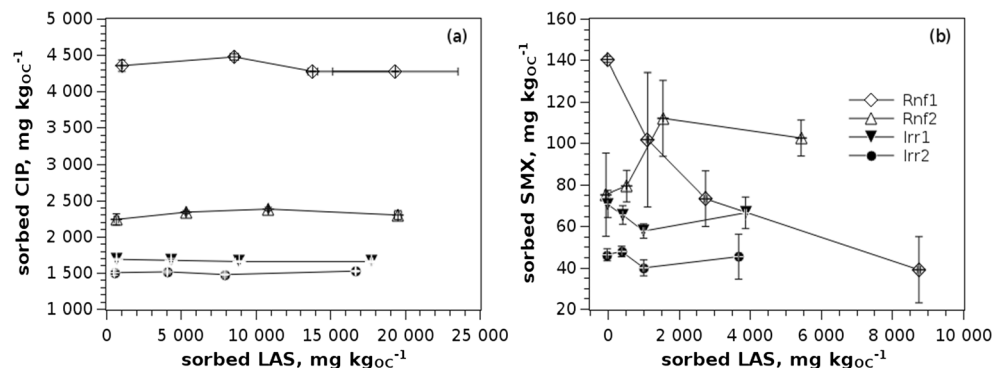 5 000
4 500
4 000
3 500
3 000
2 500
2 000
1 500
1 000
sorbed CIP, mg kgOC-1
(a)
0 5 000 10 000 15 000 20 000 25 000
sorbed LAS, mg kgOC-1
160
140
120
100
80
60
40
20
sorbed SMX, mg kgOC-1
(b)
Rnf1
Rnf2
Irr1
Irr2
0 2 000 4 000 6 000 8 000 10 000
sorbed LAS, mg kgOC-1